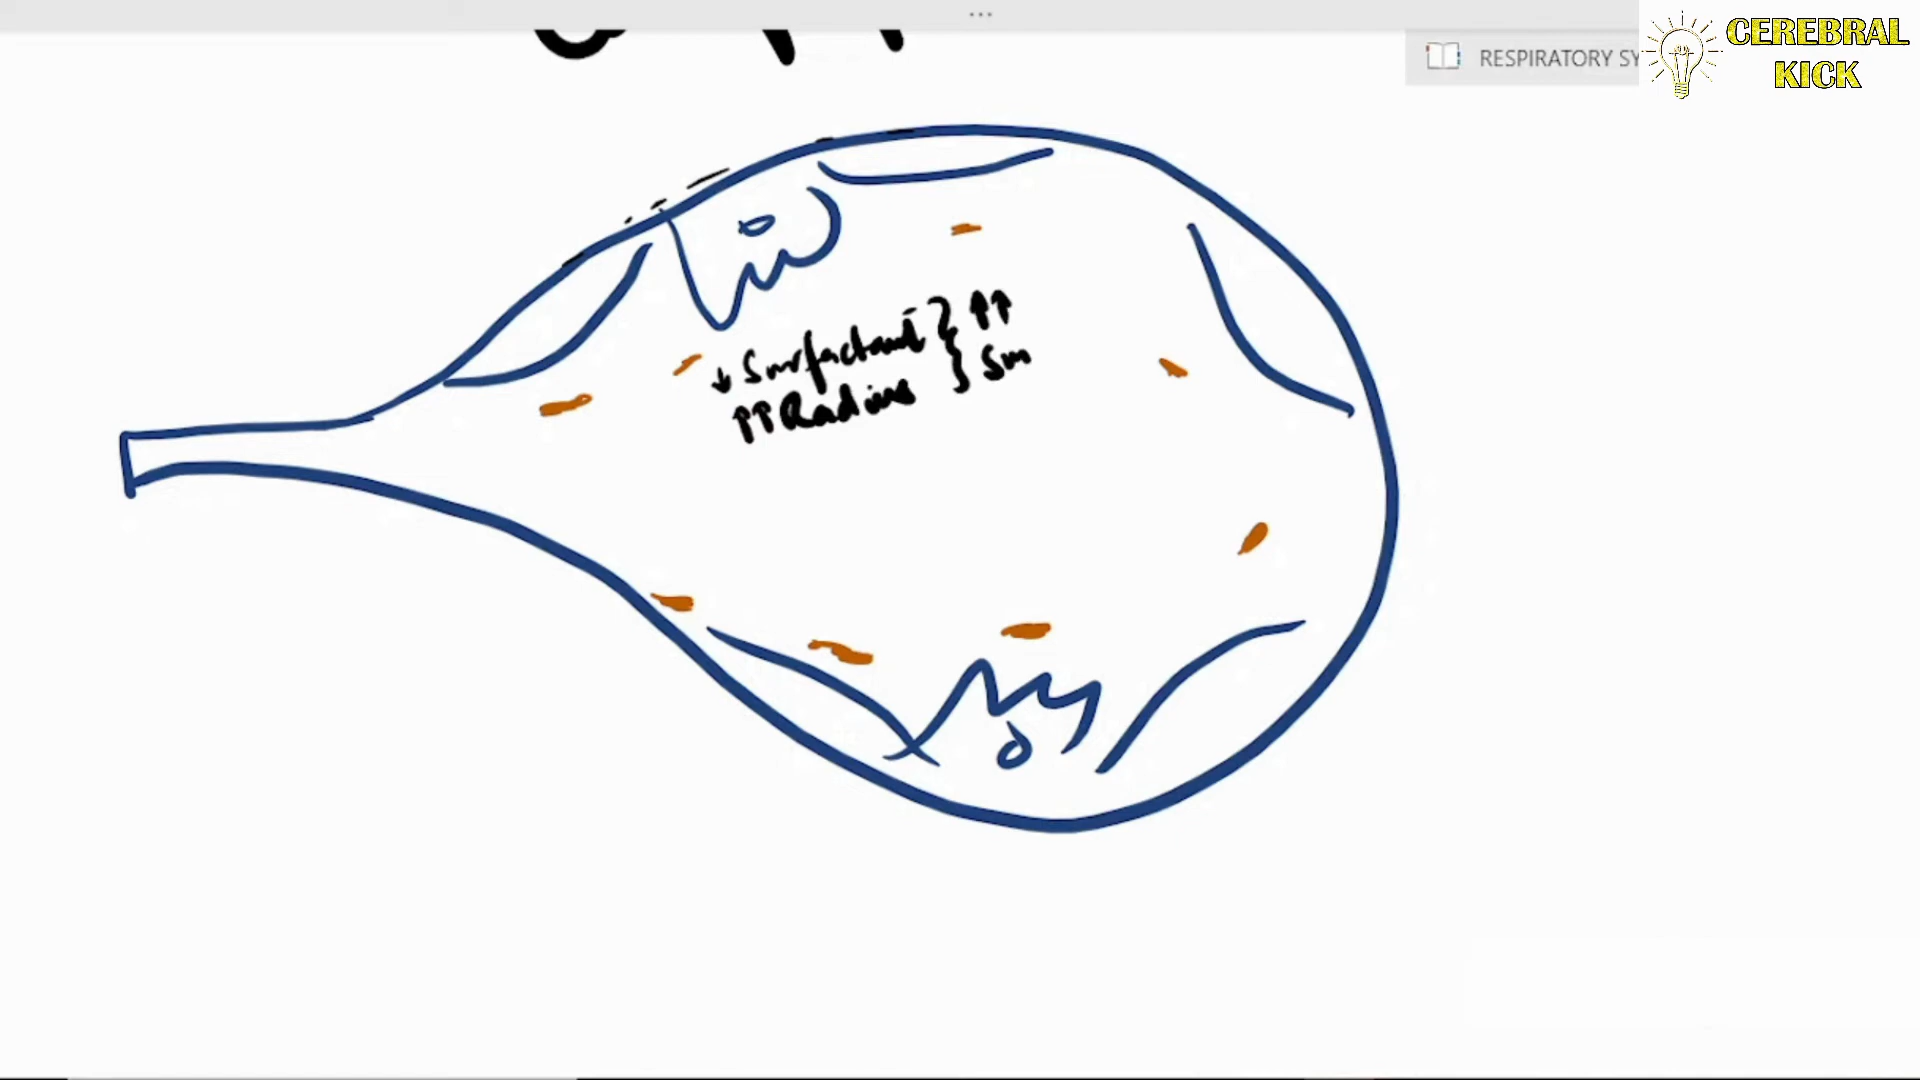 RESPIRATORY SY
CEREBRAL
KICK
↓ Surfactant } ↑↑
↑↑ Radius } Sm